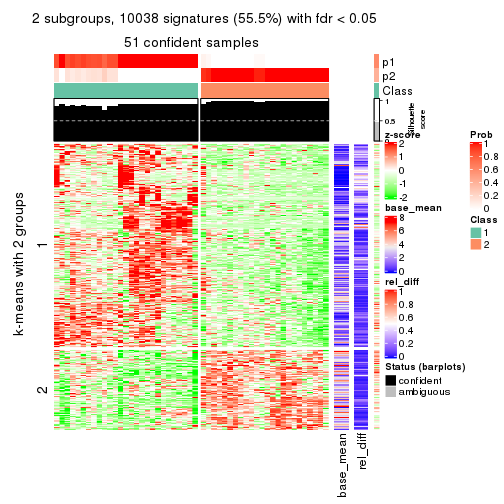 2 subgroups, 10038 signatures (55.5%) with fdr < 0.05
51 confident samples
p1
p2
Class
1
0.5
0
Silhouette
score
k-means with 2 groups
1
2
base_mean
rel_diff
z-score
2
1
0
-1
-2
base_mean
8
6
4
2
0
rel_diff
1
0.8
0.6
0.4
0.2
0
Status (barplots)
confident
ambiguous
Prob
1
0.8
0.6
0.4
0.2
0
Class
1
2